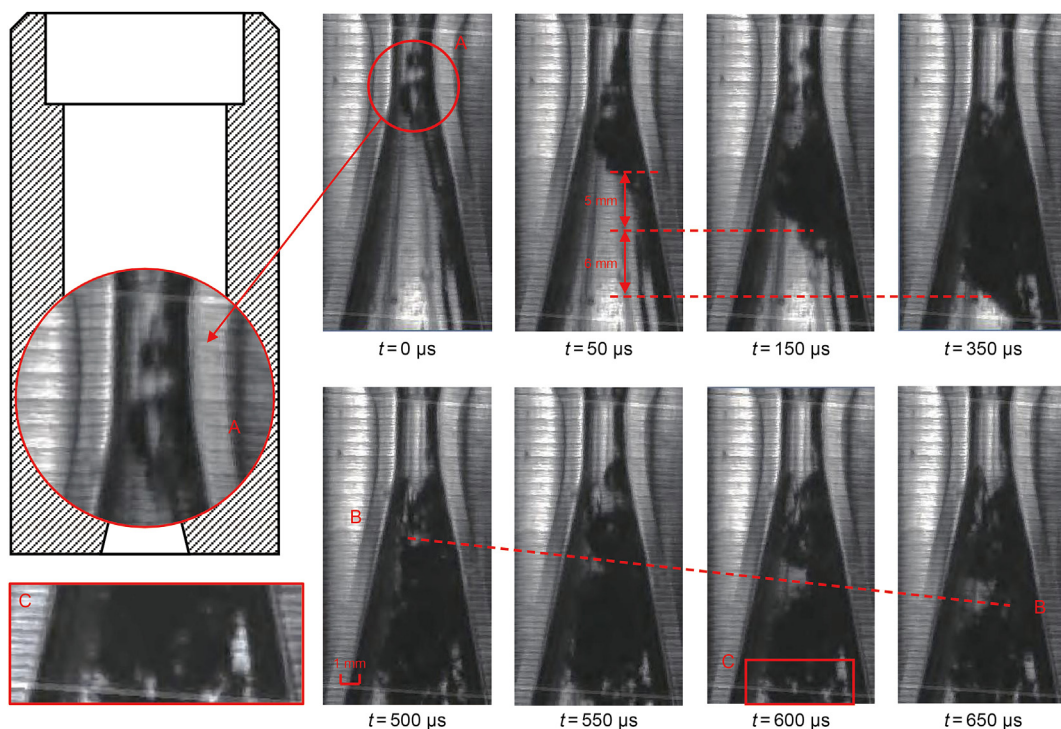 A
A
5 mm
mm
t = 0 μs
t = 50 μs
t = 150 μs
t = 350 μs
B
B
C
C
1 mm
t = 500 μs
t = 550 μs
t = 600 μs
t = 650 μs